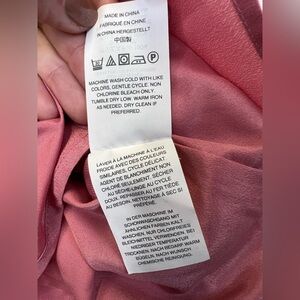 MADE IN CHINA
FABRIQUÉ EN CHINE
IN CHINA HERGESTELLT
中国製
P
MACHINE WASH COLD WITH LIKE
COLORS, GENTLE CYCLE. NON
CHLORINE BLEACH ONLY
TUMBLE DRY LOW. WARM IRON
AS NEEDED. DRY CLEAN IF
PREFERRED.
LAVER À LA MACHINE À L'EAU
FROIDE AVEC DES COULEURS
SIMILAIRES, CYCLE DÉLICAT
AGENT DE BLANCHIMENT NON
CHLORÉ SEULEMENT. SÉCHER
AU SÈCHE-LINGE AU CYCLE
DOUX. REPASSER AU FER TIÈDE
AU BESOIN. NETTOYAGE À SEC SI
IN DER MASCHINE IM
SCHONWASCHGANG MIT
ÄHNLICHEN FARBEN KALT
WASCHEN. NUR CHLORFREIES
BLEICHMITTEL VERWENDEN. BEI
NIEDRIGER TEMPERATUR
TROCKNEN. NACH BEDARF WARM
BÜGELN. NACH WUNSCH
CHEMISCHE REINIGUNG.